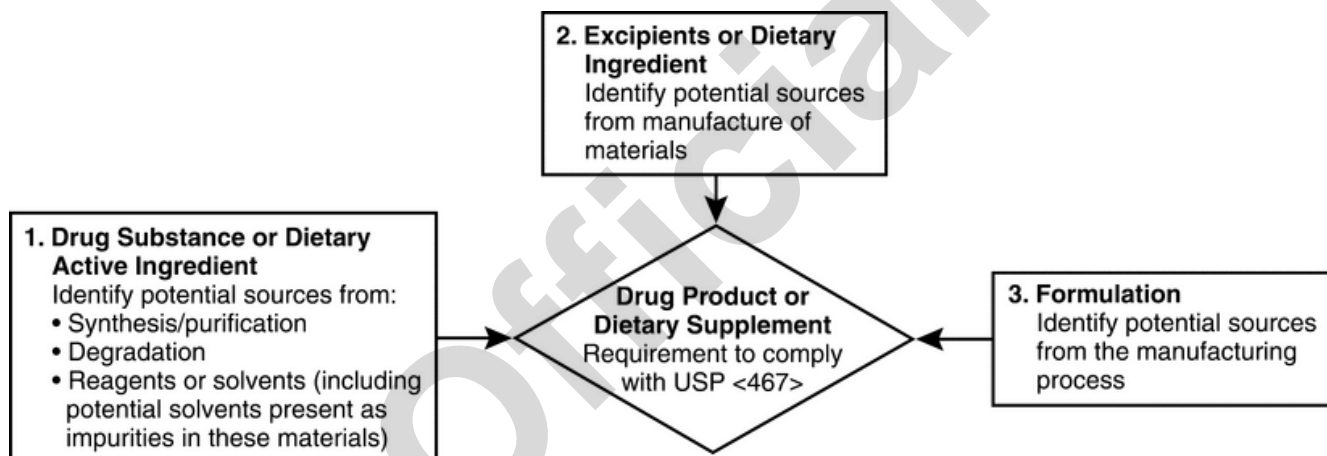 2. Excipients or Dietary
Ingredient
Identify potential sources
from manufacture of
materials
1. Drug Substance or Dietary
Active Ingredient
Identify potential sources from:
• Synthesis/purification
• Degradation
• Reagents or solvents (including
potential solvents present as
impurities in these materials)
Drug Product or
Dietary Supplement
Requirement to comply
with USP <467>
3. Formulation
Identify potential sources
from the manufacturing
process
Official